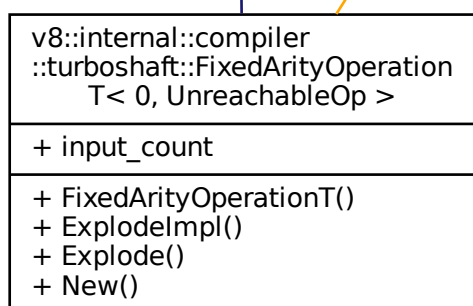 v8::internal::compiler
::turboshaft::FixedArityOperation
T< 0, UnreachableOp >
+ input_count
+ FixedArityOperationT()
+ ExplodeImpl()
+ Explode()
+ New()